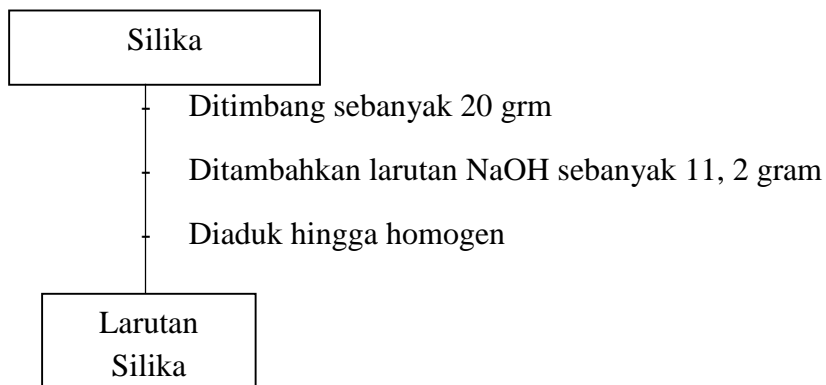 Silika
- Ditimbang sebanyak 20 grm
- Ditambahkan larutan NaOH sebanyak 11, 2 gram
- Diaduk hingga homogen
Larutan
Silika